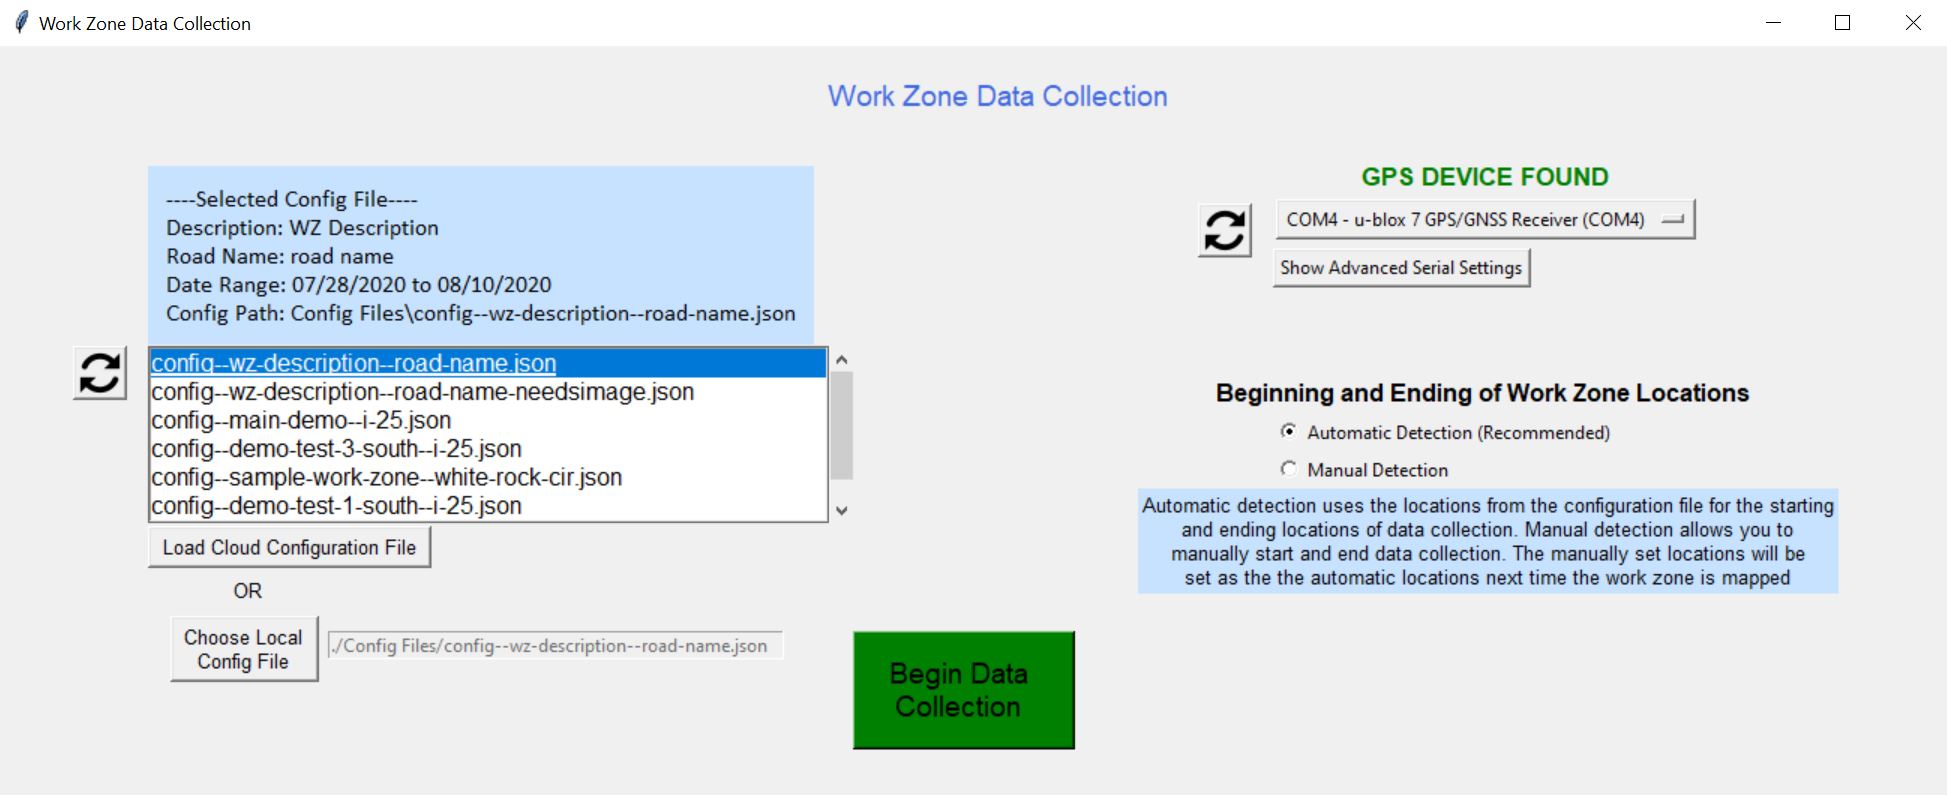 Work Zone Data Collection
Work Zone Data Collection
----Selected Config File----
Description: WZ Description
Road Name: road name
Date Range: 07/28/2020 to 08/10/2020
Config Path: Config Files\config--wz-description--road-name.json
config--wz-description--road-name.json
config--wz-description--road-name-needsimage.json
config--main-demo--i-25.json
config--demo-test-3-south--i-25.json
config--sample-work-zone--white-rock-cir.json
config--demo-test-1-south--i-25.json
Load Cloud Configuration File
OR
Choose Local
Config File
./Config Files/config--wz-description--road-name.json
Begin Data
Collection
GPS DEVICE FOUND
COM4 - u-blox 7 GPS/GNSS Receiver (COM4)
Show Advanced Serial Settings
Beginning and Ending of Work Zone Locations
Automatic Detection (Recommended)
Manual Detection
Automatic detection uses the locations from the configuration file for the starting
and ending locations of data collection. Manual detection allows you to
manually start and end data collection. The manually set locations will be
set as the the automatic locations next time the work zone is mapped